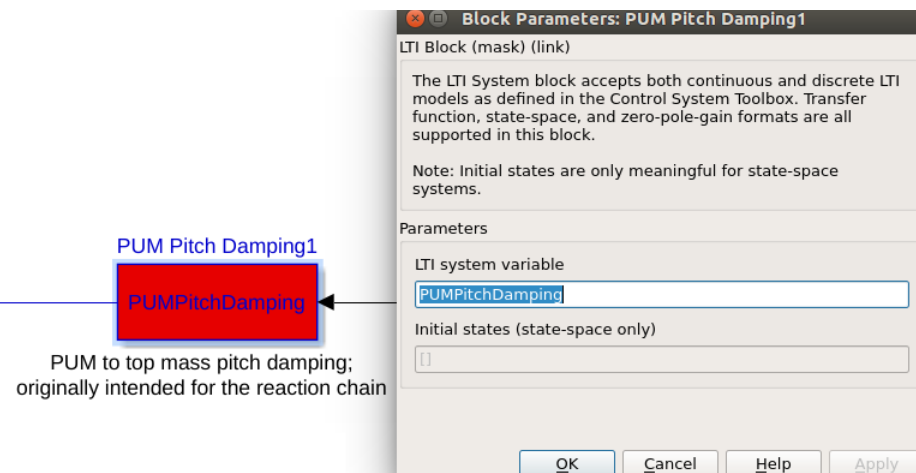 Block Parameters: PUM Pitch Damping1
LTI Block (mask) (link)
The LTI System block accepts both continuous and discrete LTI
models as defined in the Control System Toolbox. Transfer
function, state-space, and zero-pole-gain formats are all
supported in this block.
Note: Initial states are only meaningful for state-space
systems.
Parameters
LTI system variable
PUMPitchDamping
Initial states (state-space only)
[]
OK
Cancel
Help
Apply
PUM Pitch Damping1
PUMPitchDamping
PUM to top mass pitch damping;
originally intended for the reaction chain